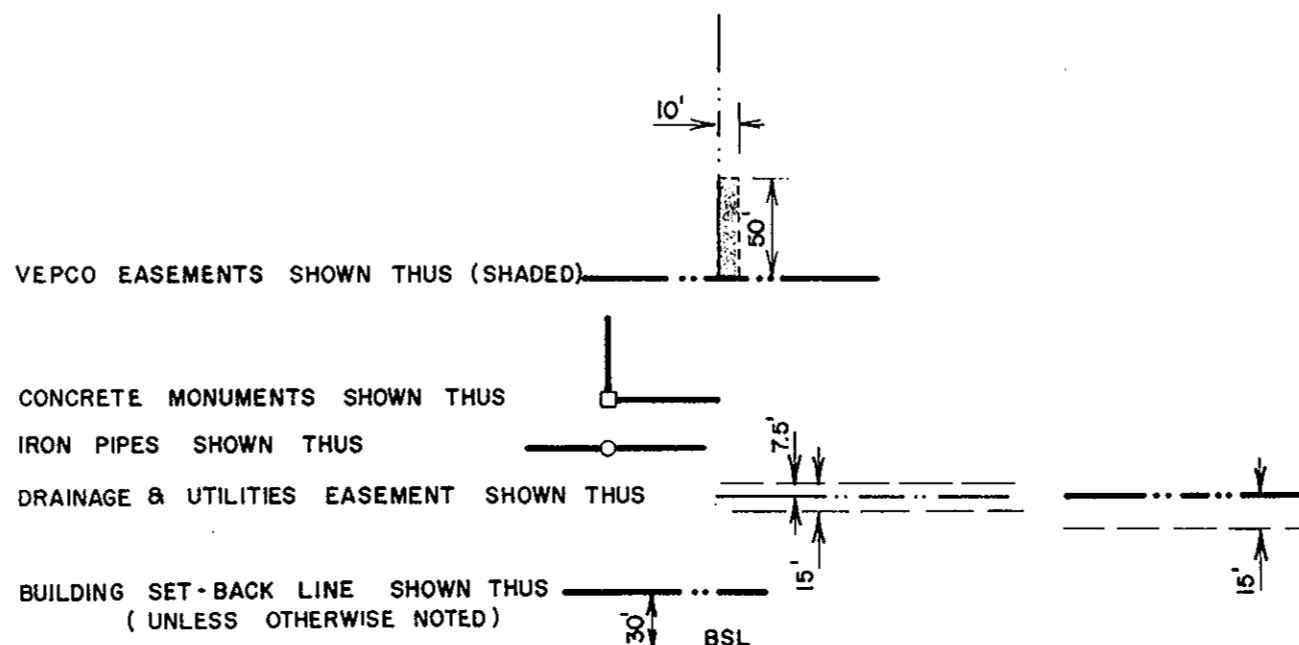 10'
50'
VEPCO EASEMENTS SHOWN THUS (SHADED)
CONCRETE MONUMENTS SHOWN THUS
IRON PIPES SHOWN THUS
7.5'
DRAINAGE & UTILITIES EASEMENT SHOWN THUS
15'
15'
BUILDING SET-BACK LINE SHOWN THUS
(UNLESS OTHERWISE NOTED)
30'
BSL